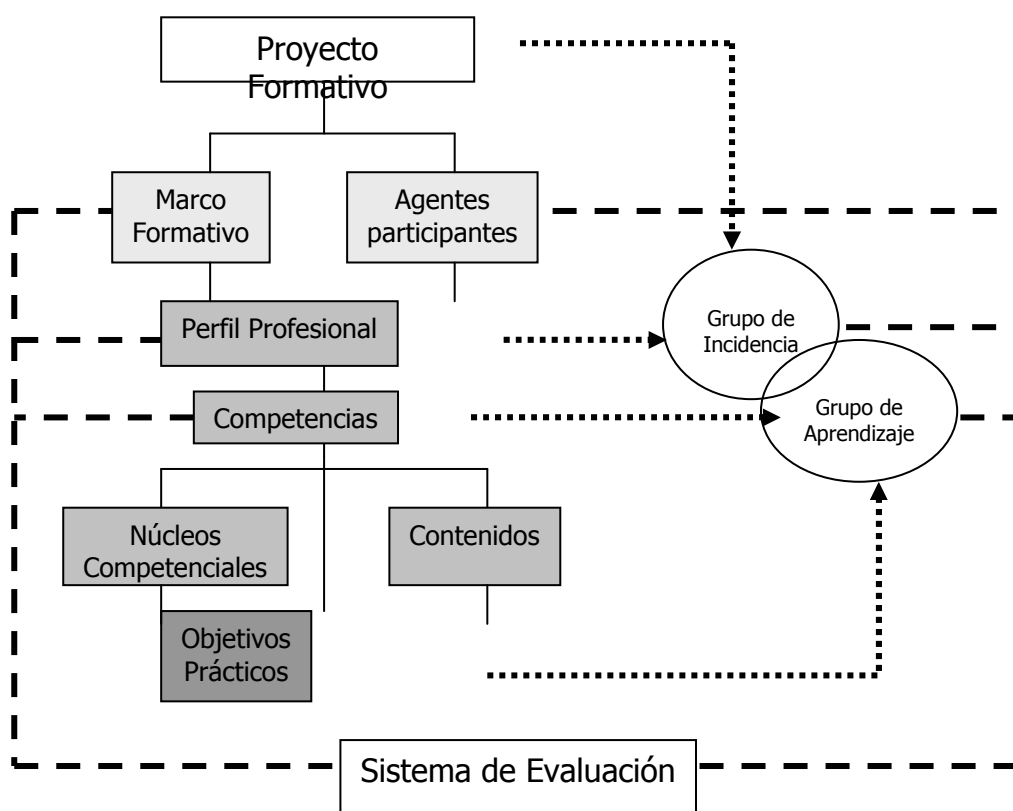 Proyecto
Formativo
Marco
Formativo
Agentes
participantes
Perfil Profesional
Grupo de
Incidencia
Competencias
Grupo de
Aprendizaje
Núcleos
Competenciales
Contenidos
Objetivos
Prácticos
Sistema de Evaluación